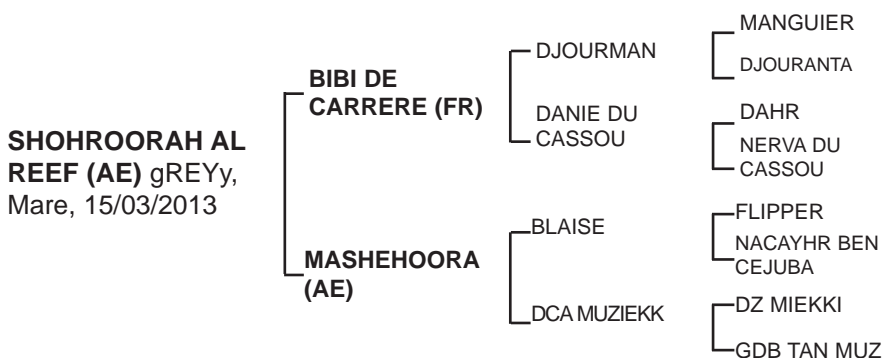 SHOHROORAH AL
REEF (AE) gREYy,
Mare, 15/03/2013
BIBI DE
CARRERE (FR)
MASHEHOORA
(AE)
DJOURMAN
DANIE DU
CASSOU
BLAISE
DCA MUZIEKK
MANGUIER
DJOURANTA
DAHR
NERVA DU
CASSOU
FLIPPER
NACAYHR BEN
CEJUBA
DZ MIEKKI
GDB TAN MUZ